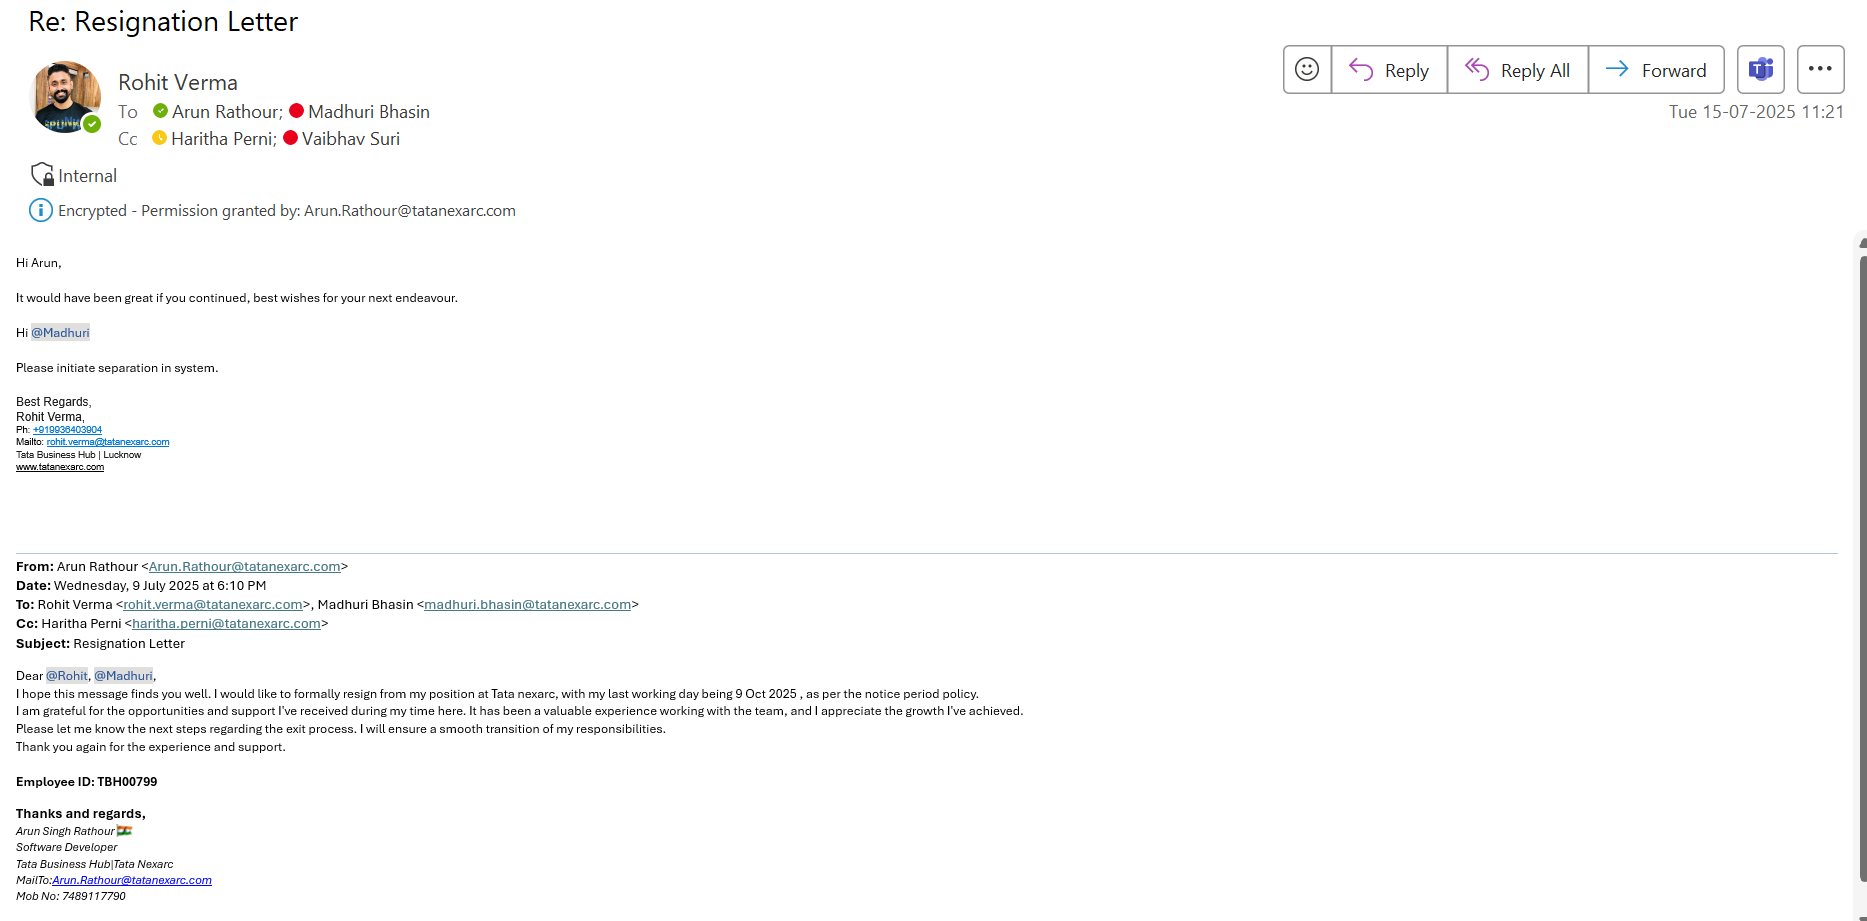 Re: Resignation Letter
Rohit Verma
To Arun Rathour; Madhuri Bhasin
Cc Haritha Perni; Vaibhav Suri
Reply Reply All Forward
Tue 15-07-2025 11:21
Internal
Encrypted - Permission granted by: Arun.Rathour@tatanexarc.com
Hi Arun,
It would have been great if you continued, best wishes for your next endeavour.
Hi @Madhuri
Please initiate separation in system.
Best Regards,
Rohit Verma,
Ph: +919936403904
Mailto: rohit.verma@tatanexarc.com
Tata Business Hub | Lucknow
www.tatanexarc.com
From: Arun Rathour <Arun.Rathour@tatanexarc.com>
Date: Wednesday, 9 July 2025 at 6:10 PM
To: Rohit Verma <rohit.verma@tatanexarc.com>, Madhuri Bhasin <madhuri.bhasin@tatanexarc.com>
Cc: Haritha Perni <haritha.perni@tatanexarc.com>
Subject: Resignation Letter
Dear @Rohit, @Madhuri,
I hope this message finds you well. I would like to formally resign from my position at Tata nexarc, with my last working day being 9 Oct 2025 , as per the notice period policy.
I am grateful for the opportunities and support I've received during my time here. It has been a valuable experience working with the team, and I appreciate the growth I've achieved.
Please let me know the next steps regarding the exit process. I will ensure a smooth transition of my responsibilities.
Thank you again for the experience and support.
Employee ID: TBH00799
Thanks and regards,
Arun Singh Rathour
Software Developer
Tata Business Hub|Tata Nexarc
MailTo:Arun.Rathour@tatanexarc.com
Mob No: 7489117790